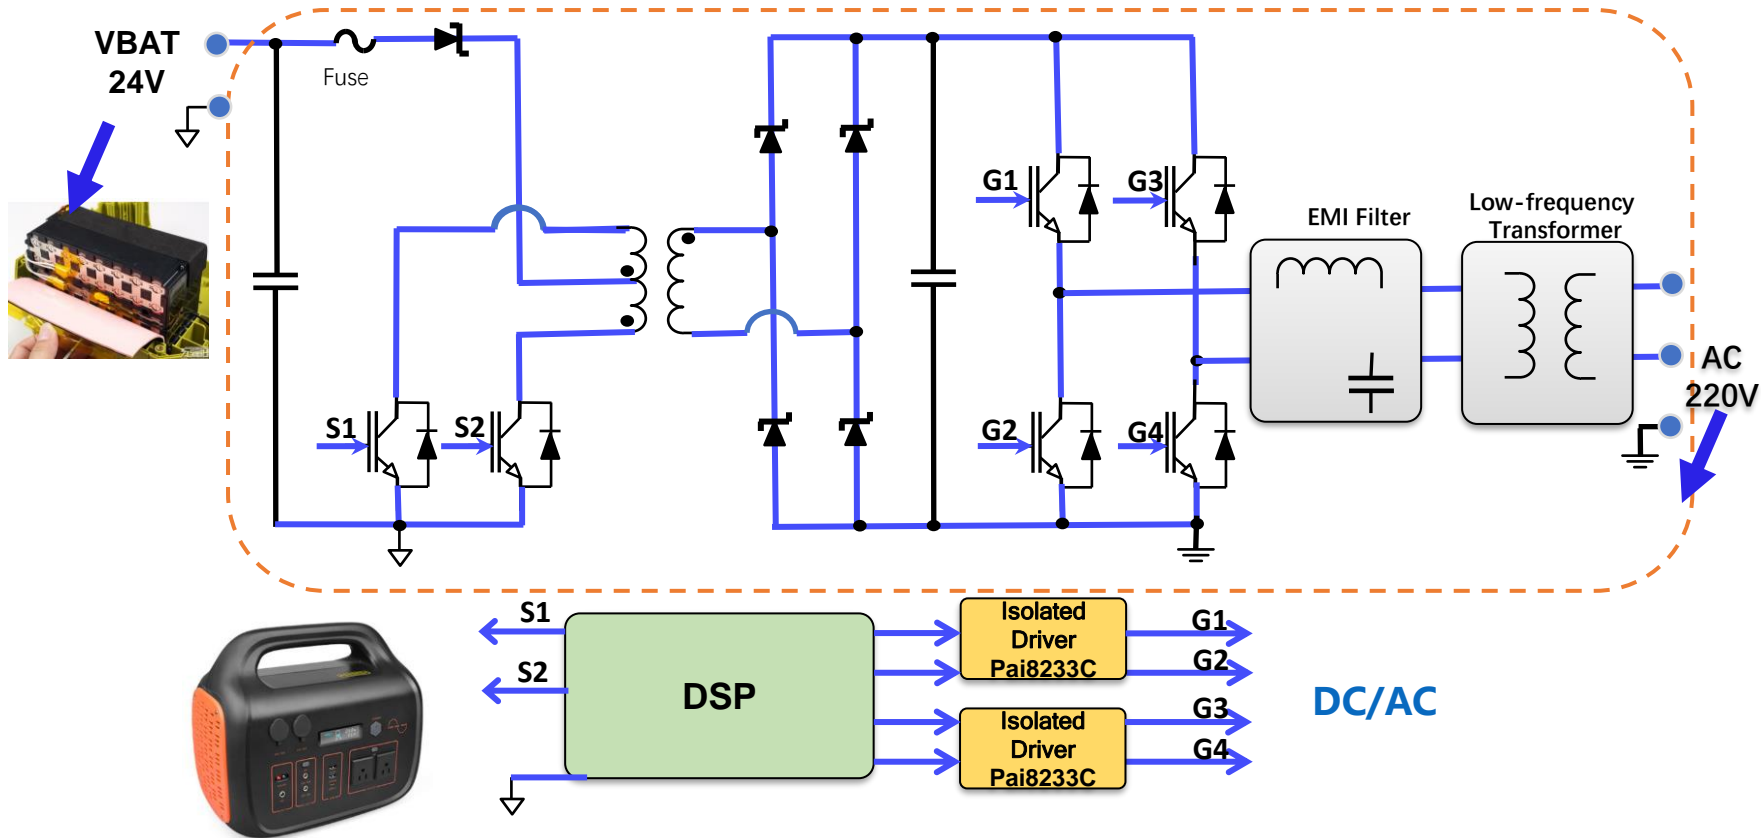 VBAT
24V
Fuse
G1
G3
EMI Filter
Low-frequency
Transformer
S1
S2
G2
G4
AC
220V
S1
S2
DSP
Isolated
Driver
Pai8233C
G1
G2
Isolated
Driver
Pai8233C
G3
G4
DC/AC